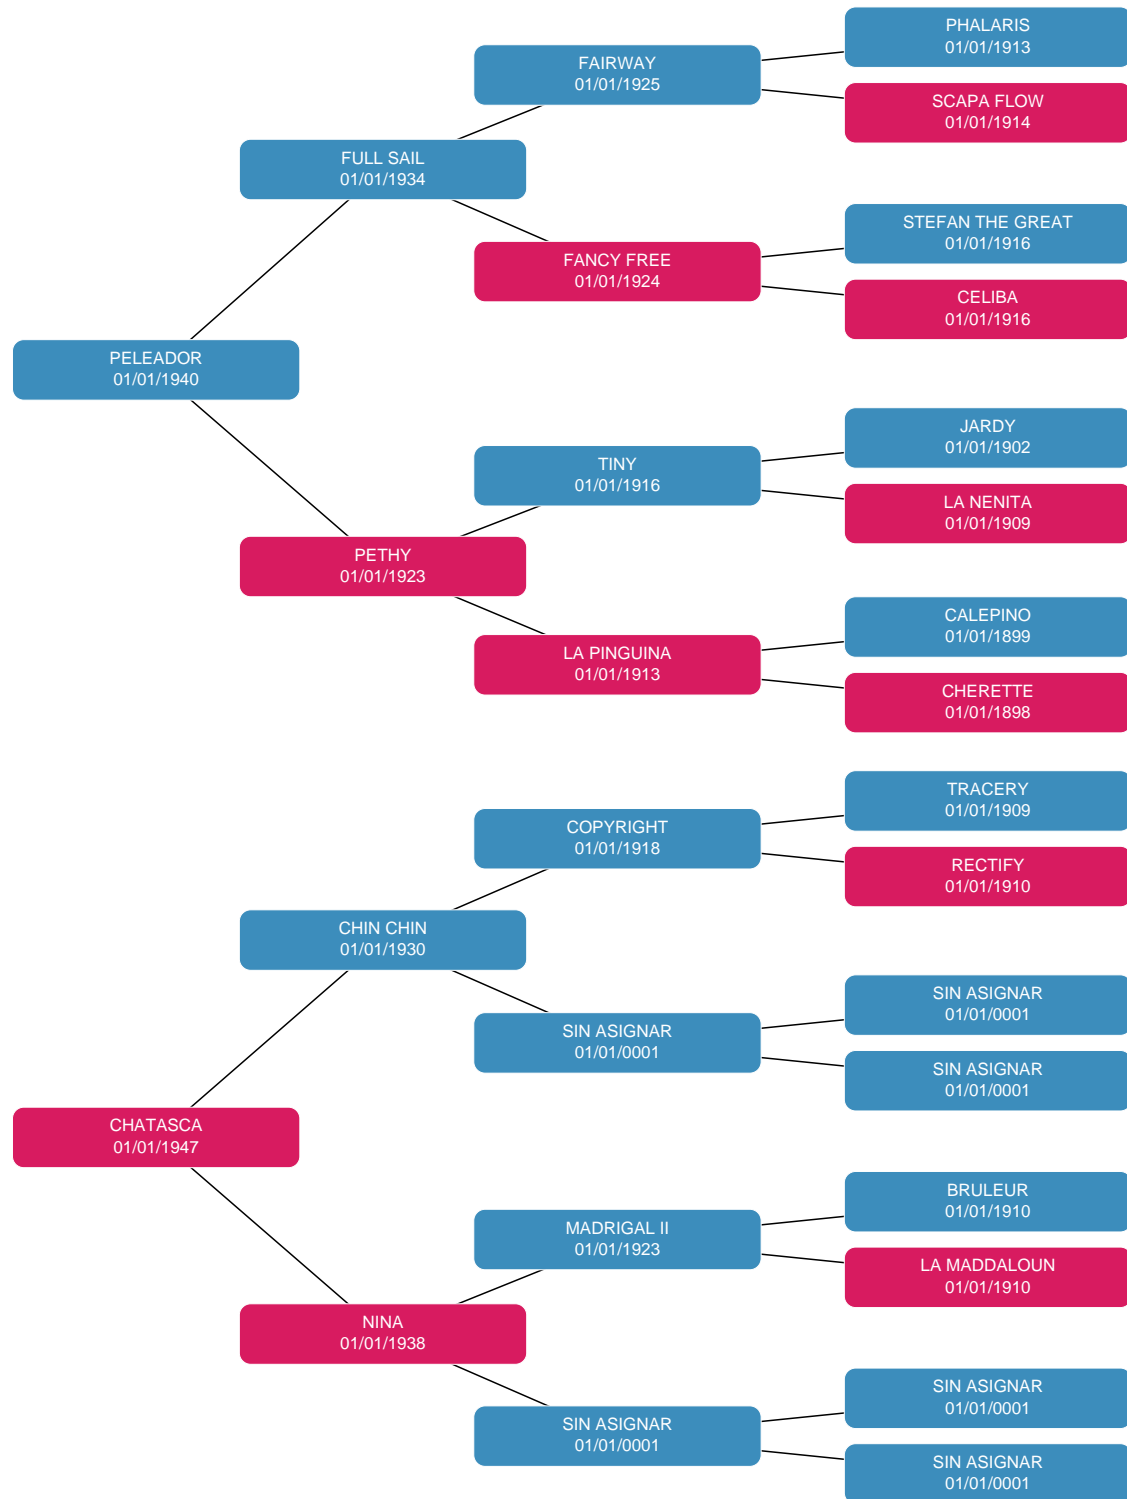 PHALARIS
01/01/1913
FAIRWAY
01/01/1925
SCAPA FLOW
01/01/1914
FULL SAIL
01/01/1934
STEFAN THE GREAT
01/01/1916
FANCY FREE
01/01/1924
CELIBA
01/01/1916
PELEADOR
01/01/1940
JARDY
01/01/1902
TINY
01/01/1916
LA NENITA
01/01/1909
PETHY
01/01/1923
CALEPINO
01/01/1899
LA PINGUINA
01/01/1913
CHERETTE
01/01/1898
TRACERY
01/01/1909
COPYRIGHT
01/01/1918
RECTIFY
01/01/1910
CHIN CHIN
01/01/1930
SIN ASIGNAR
01/01/0001
SIN ASIGNAR
01/01/0001
SIN ASIGNAR
01/01/0001
CHATASCA
01/01/1947
BRULEUR
01/01/1910
MADRIGAL II
01/01/1923
LA MADDALOUN
01/01/1910
NINA
01/01/1938
SIN ASIGNAR
01/01/0001
SIN ASIGNAR
01/01/0001
SIN ASIGNAR
01/01/0001